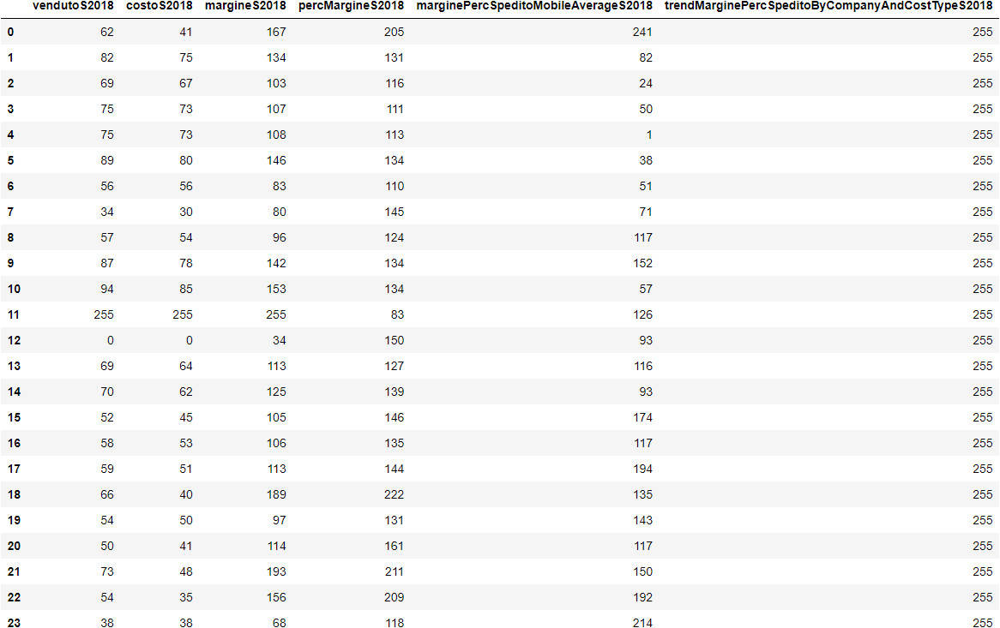 vendutoS2018 costoS2018 margineS2018 percMargineS2018 marginePercSpeditoMobileAverageS2018 trendMarginePercSpeditoByCompanyAndCostTypeS2018
0 62 41 167 205 241 255
1 82 75 134 131 82 255
2 69 67 103 116 24 255
3 75 73 107 111 50 255
4 75 73 108 113 1 255
5 89 80 146 134 38 255
6 56 56 83 110 51 255
7 34 30 80 145 71 255
8 57 54 96 124 117 255
9 87 78 142 134 152 255
10 94 85 153 134 57 255
11 255 255 255 83 126 255
12 0 0 34 150 93 255
13 69 64 113 127 116 255
14 70 62 125 139 93 255
15 52 45 105 146 174 255
16 58 53 106 135 117 255
17 59 51 113 144 194 255
18 66 40 189 222 135 255
19 54 50 97 131 143 255
20 50 41 114 161 117 255
21 73 48 193 211 150 255
22 54 35 156 209 192 255
23 38 38 68 118 214 255